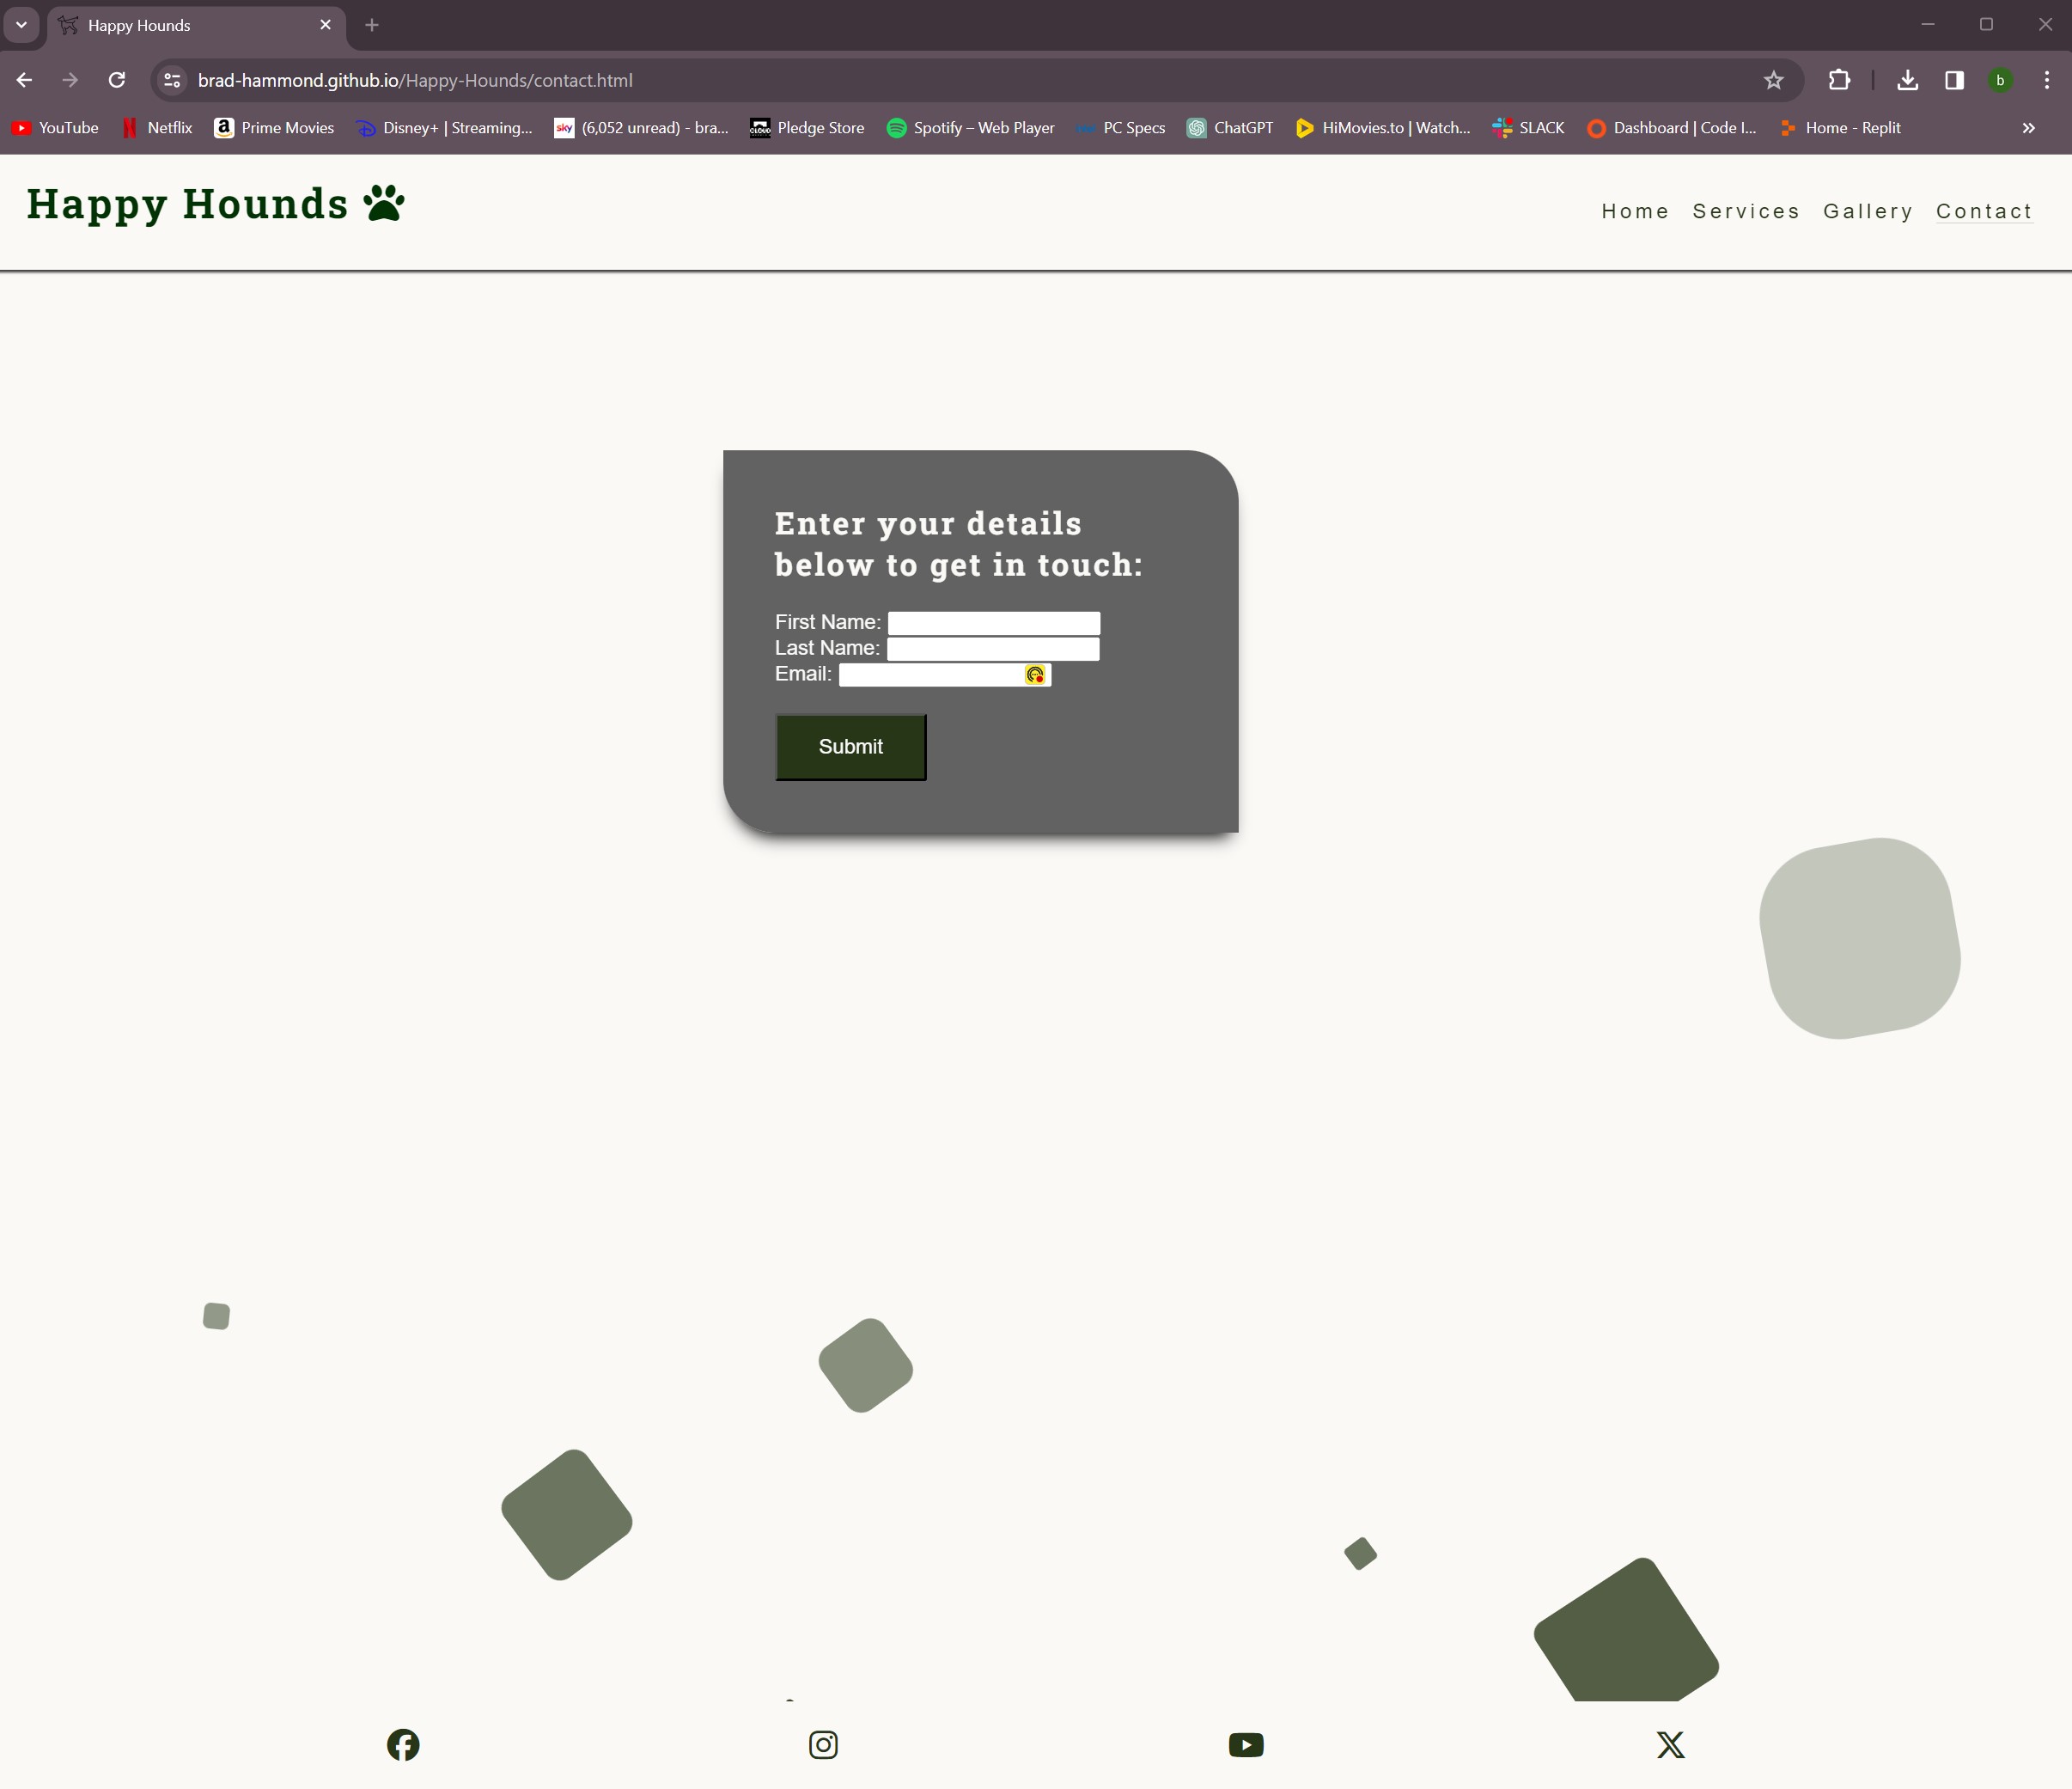 Happy Hounds
brad-hammond.github.io/Happy-Hounds/contact.html
b
YouTube Netflix Prime Movies Disney+ | Streaming... sky (6,052 unread) - bra... Pledge Store Spotify – Web Player PC Specs ChatGPT HiMovies.to | Watch... SLACK Dashboard | Code I... Home - Replit
Happy Hounds
Home Services Gallery Contact
Enter your details
below to get in touch:
First Name:
Last Name:
Email:
Submit